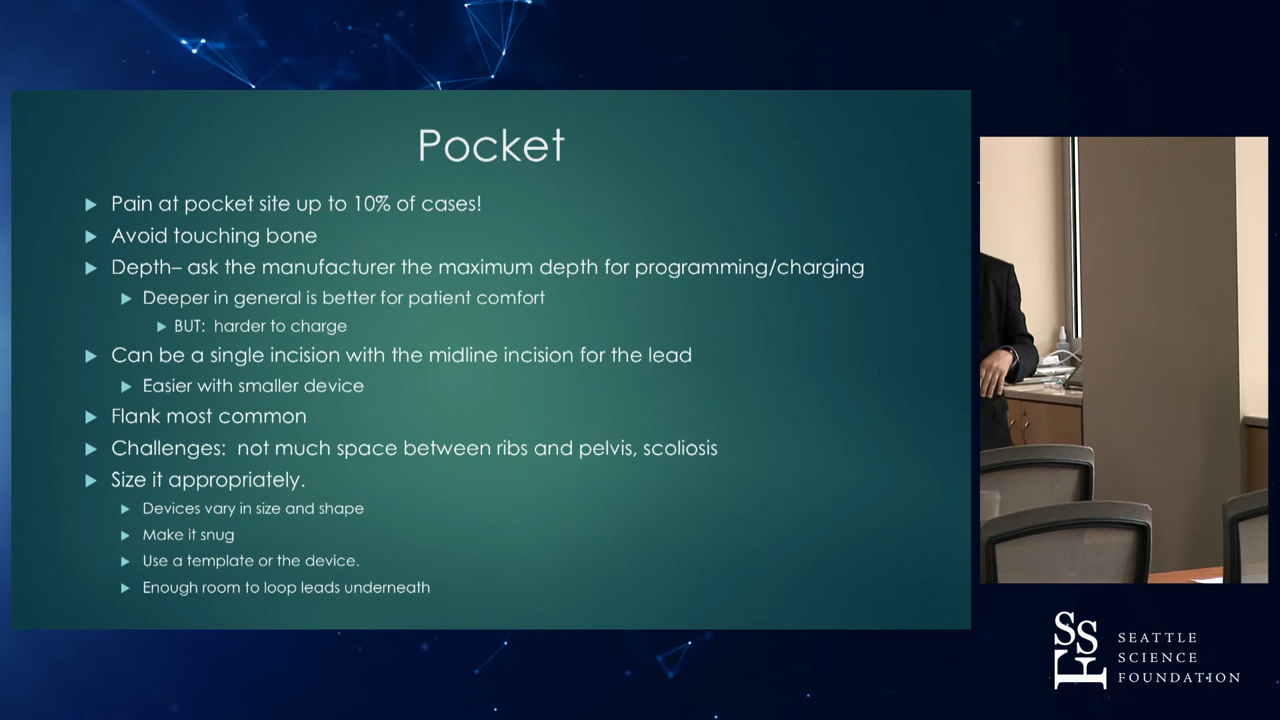 Pocket
Pain at pocket site up to 10% of cases!
Avoid touching bone
Depth– ask the manufacturer the maximum depth for programming/charging
Deeper in general is better for patient comfort
BUT: harder to charge
Can be a single incision with the midline incision for the lead
Easier with smaller device
Flank most common
Challenges: not much space between ribs and pelvis, scoliosis
Size it appropriately.
Devices vary in size and shape
Make it snug
Use a template or the device.
Enough room to loop leads underneath
SSF
SEATTLE
SCIENCE
FOUNDATION